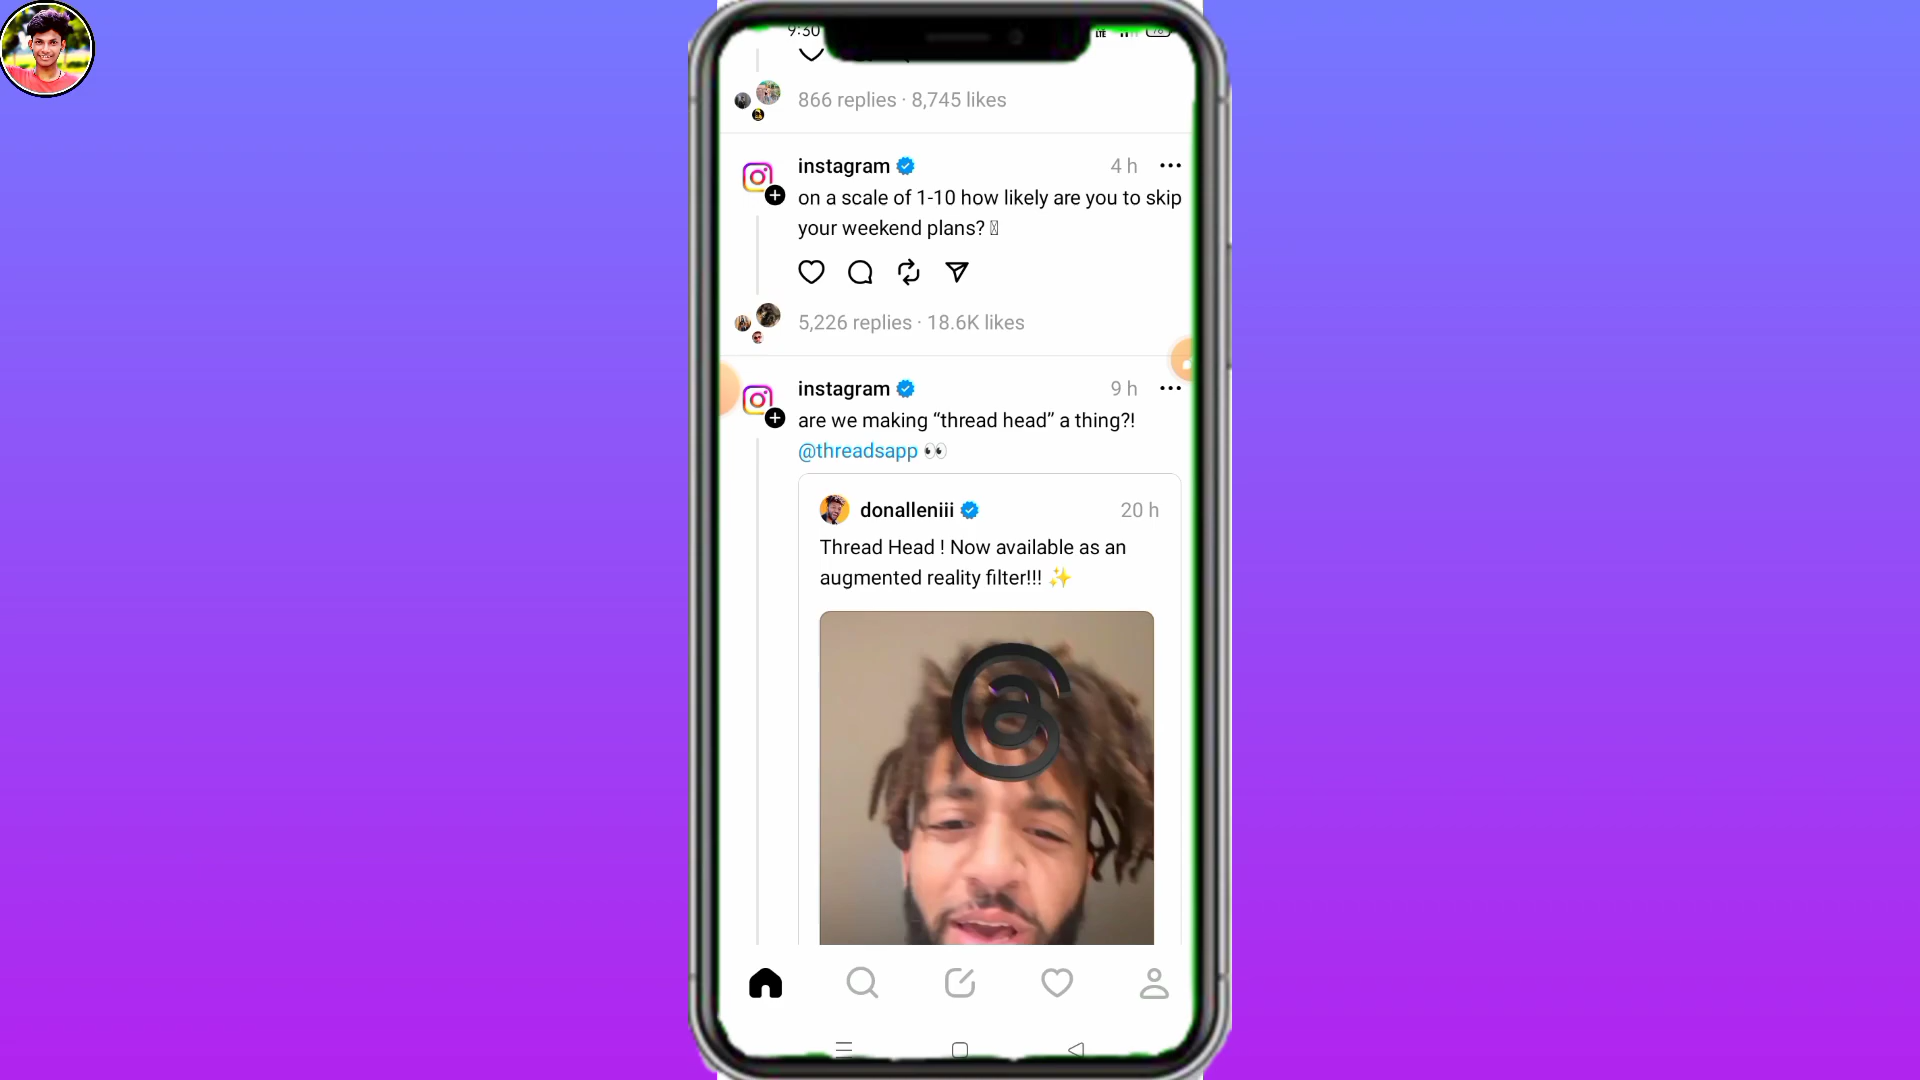 9:30
LTE
866 replies · 8,745 likes
instagram 4 h
on a scale of 1-10 how likely are you to skip
your weekend plans?
5,226 replies · 18.6K likes
instagram 9 h
are we making “thread head” a thing?!
@threadsapp 👀
donalleniii 20 h
Thread Head ! Now available as an
augmented reality filter!!! ✨